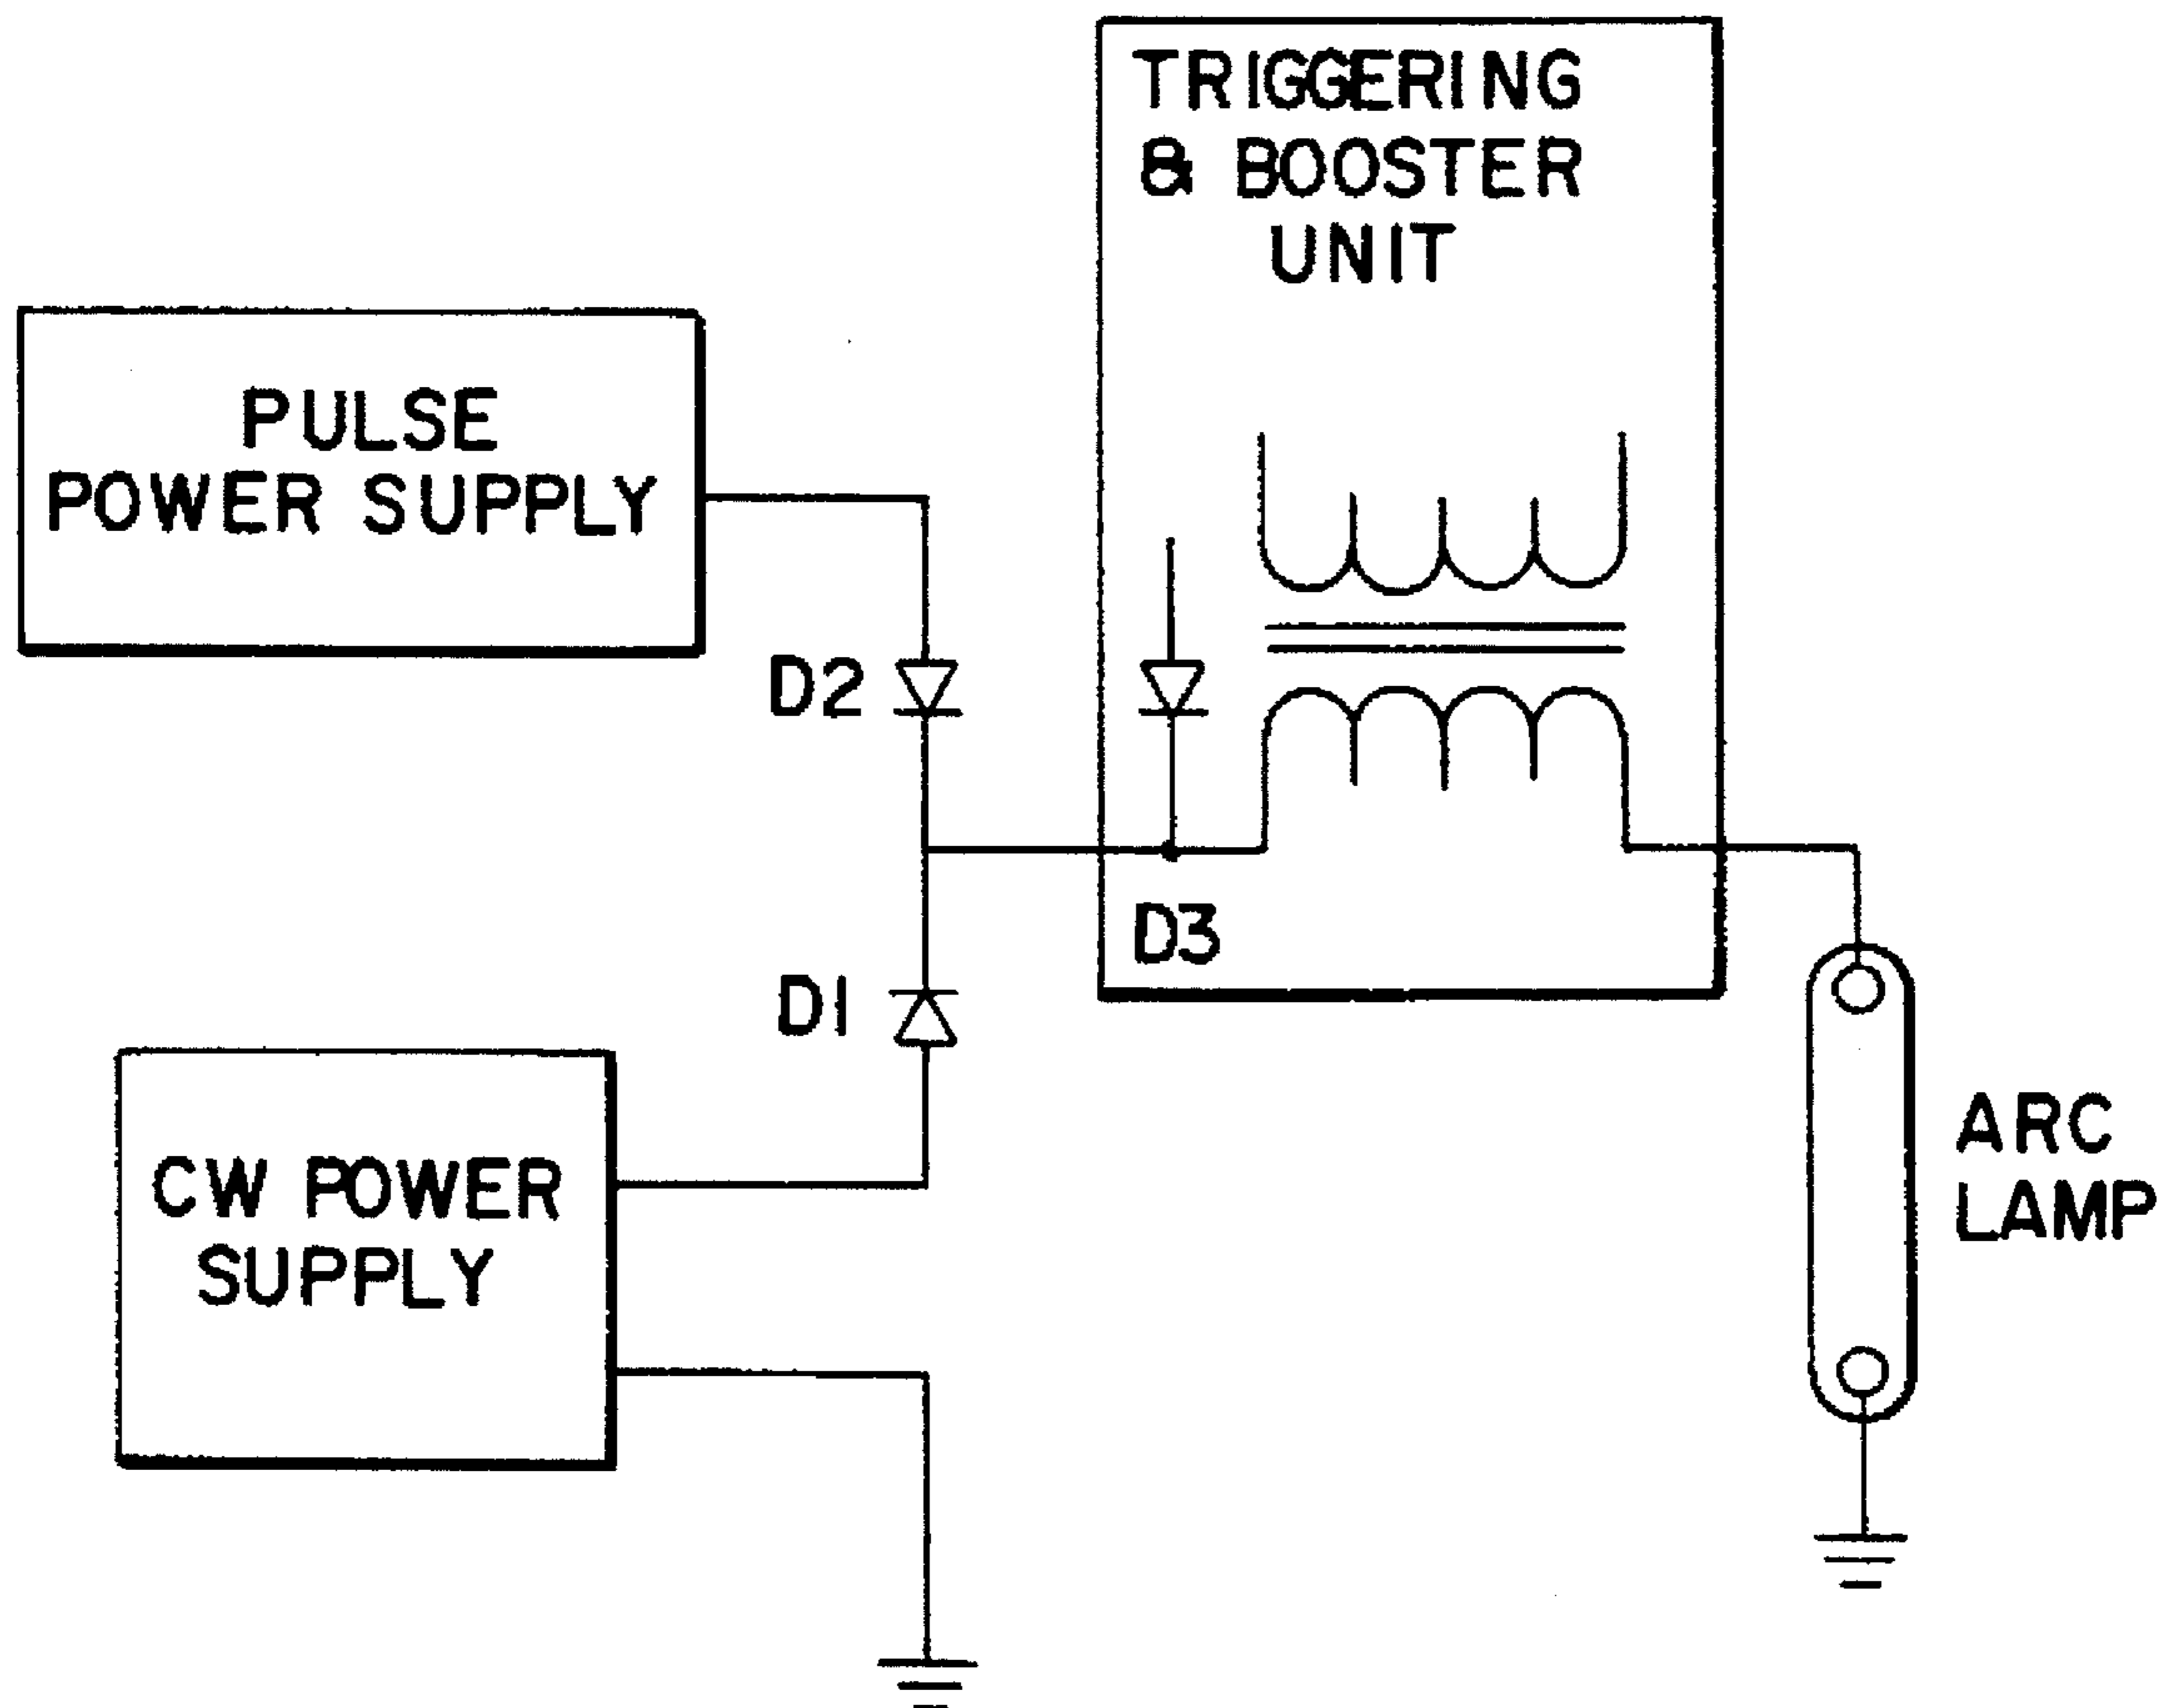 TRIGGERING
& BOOSTER
UNIT
PULSE
POWER SUPPLY
D2
D3
D1
CW POWER
SUPPLY
ARC
LAMP